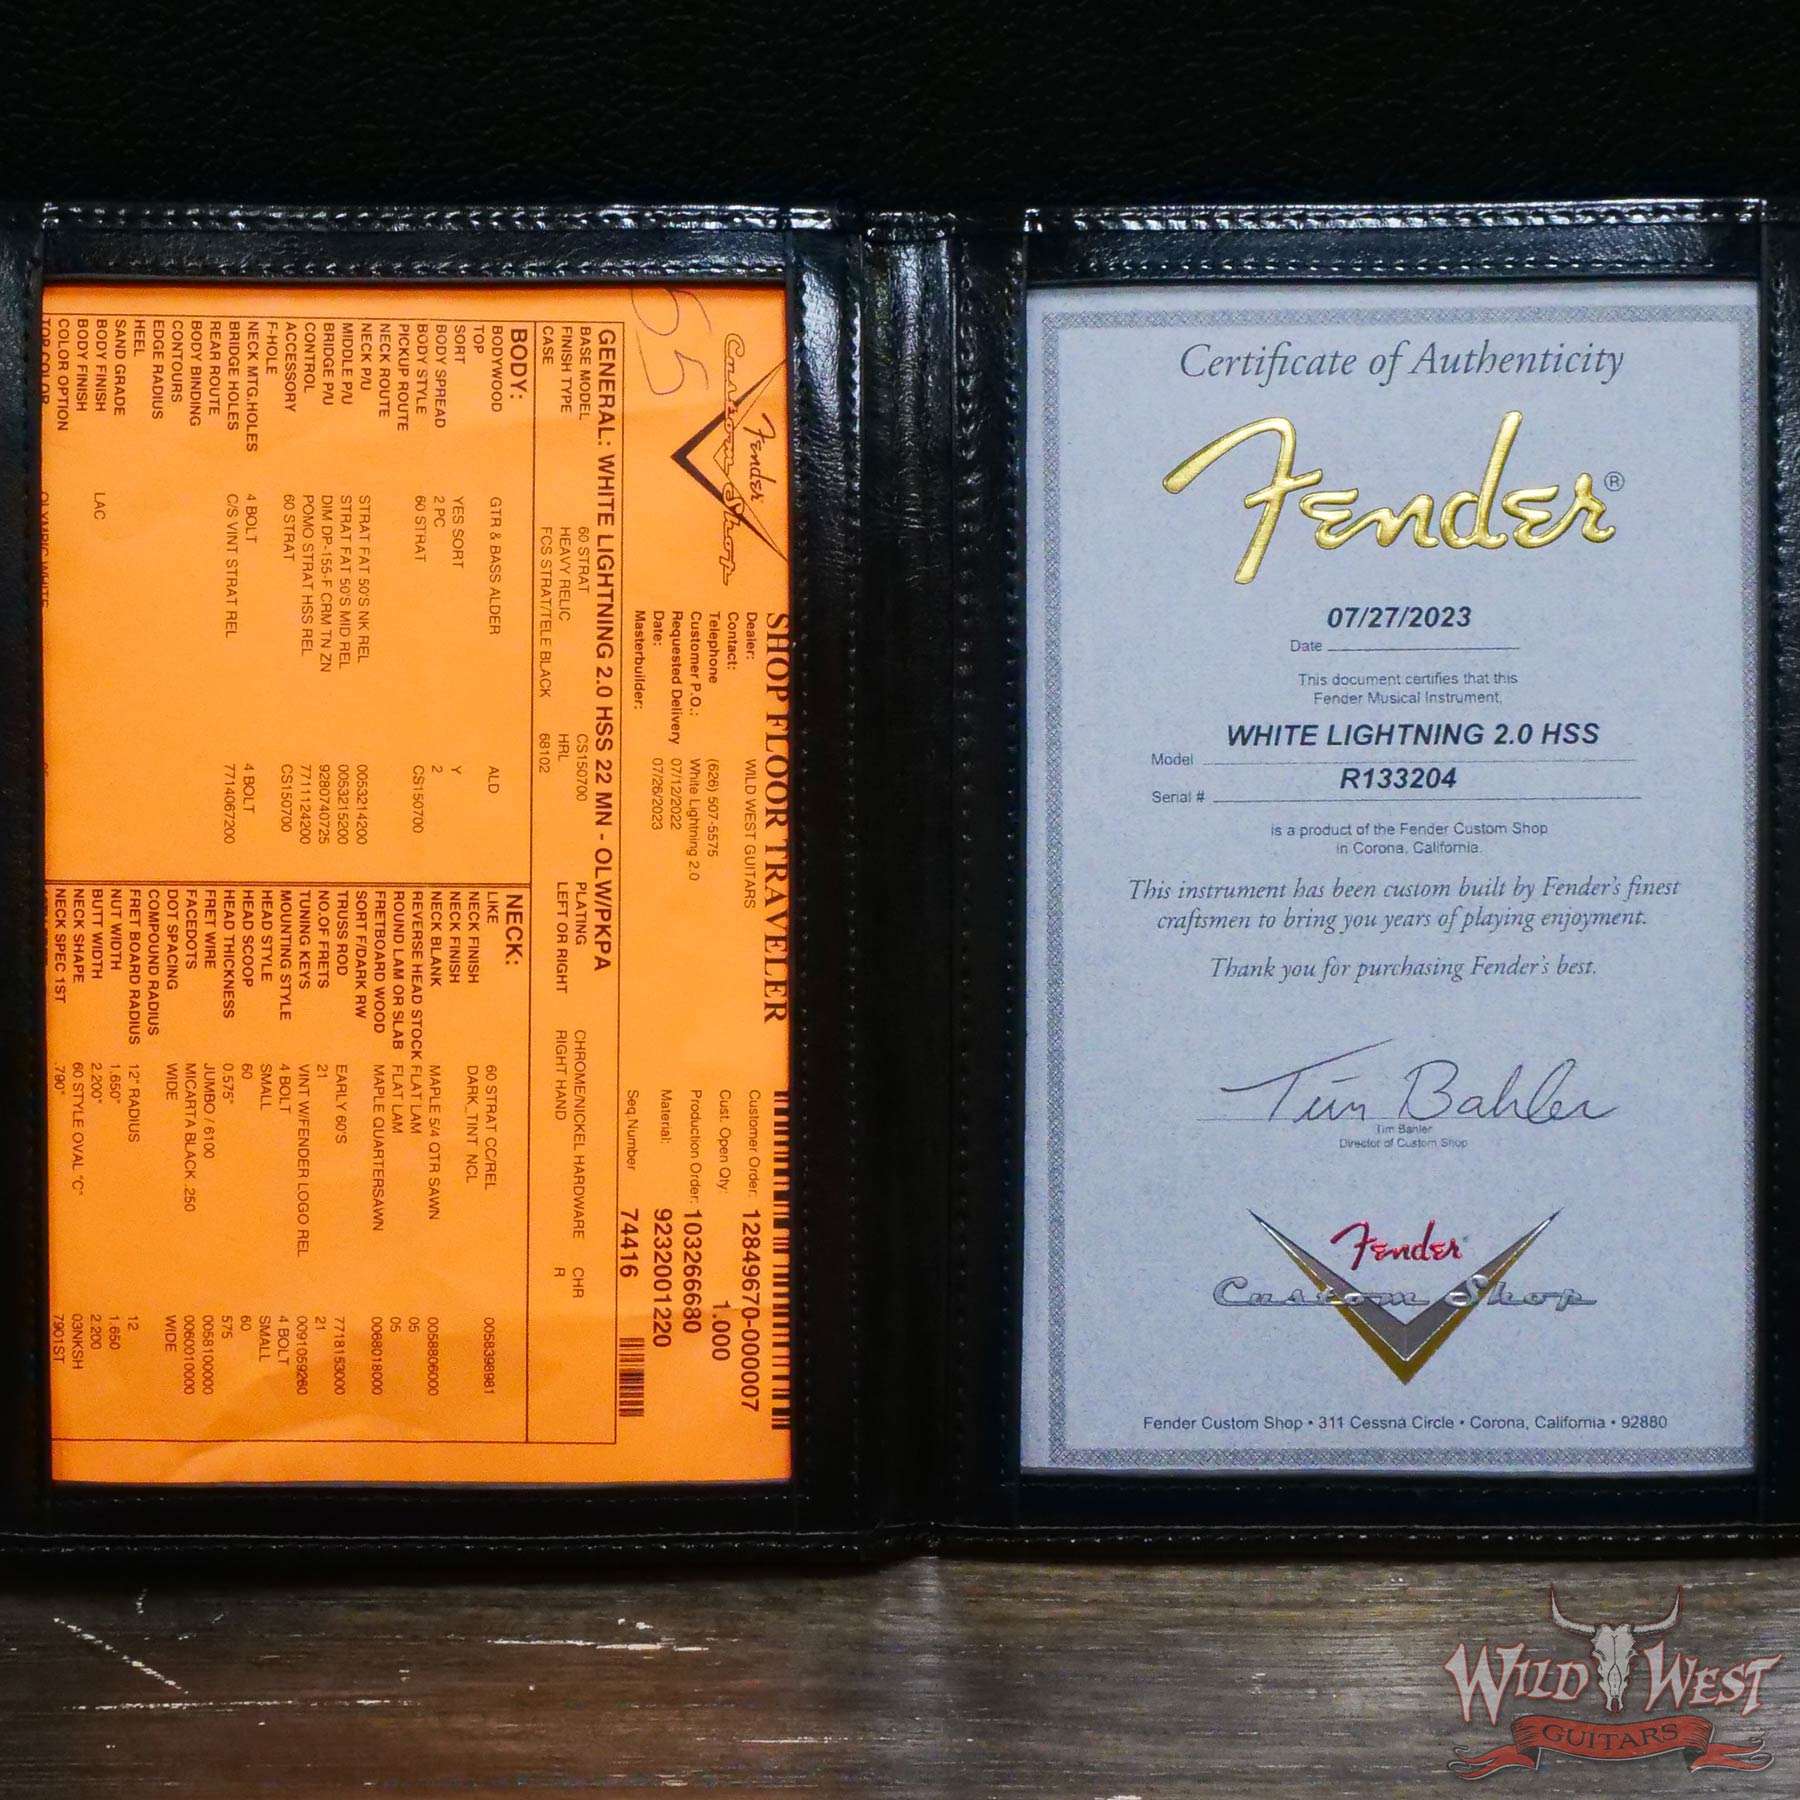 55
Fender
Custom Shop
SHOP FLOOR TRAVELER
Dealer: WILD WEST GUITARS
Contact:
Telephone (626) 507-5575
Customer P.O.: White Lightning 2.0
Requested Delivery 07/12/2022
Date: 07/26/2023
Masterbuilder:
Customer Order: 12849670-000007
Cust. Open Qty: 1.000
Production Order: 103266680
Material: 9232001220
Seq.Number 74416
GENERAL: WHITE LIGHTNING 2.0 HSS 22 MN - OLW/PKPA
BASE MODEL 60 STRAT CS150700 PLATING CHROME/NICKEL HARDWARE CHR
FINISH TYPE HEAVY RELIC HRL LEFT OR RIGHT RIGHT HAND R
CASE FCS STRAT/TELE BLACK 68102
BODY:
BODYWOOD GTR & BASS ALDER ALD
TOP
SORT YES SORT Y
BODY SPREAD 2 PC 2
BODY STYLE 60 STRAT CS150700
PICKUP ROUTE
NECK ROUTE
NECK P/U STRAT FAT 50'S NK REL 0053214200
MIDDLE P/U STRAT FAT 50'S MID REL 0053215200
BRIDGE P/U DIM DP-155-F CRM TN ZN 9280740725
CONTROL POMO STRAT HSS REL 7711124200
ACCESSORY 60 STRAT CS150700
F-HOLE
NECK MTG.HOLES 4 BOLT 4 BOLT
BRIDGE HOLES C/S VINT STRAT REL 7714067200
REAR ROUTE
BODY BINDING
CONTOURS
EDGE RADIUS
HEEL
SAND GRADE
BODY FINISH LAC
BODY FINISH
COLOR OPTION
TOP COLOR OLYMPIC WHITE
NECK:
LIKE 60 STRAT CC/REL 0058398981
NECK FINISH DARK_TINT NCL
NECK FINISH
NECK BLANK MAPLE 5/4 QTR SAWN 0058806000
REVERSE HEAD STOCK FLAT LAM 05
ROUND LAM OR SLAB FLAT LAM 05
FRETBOARD WOOD MAPLE QUARTERSAWN 0068018000
SORT F/DARK RW
TRUSS ROD EARLY 60'S 7718153000
NO.OF FRETS 21 21
TUNING KEYS VINT W/FENDER LOGO REL 0091059260
MOUNTING STYLE 4 BOLT 4 BOLT
HEAD STYLE SMALL SMALL
HEAD SCOOP 60 60
HEAD THICKNESS 0.575" 575
FRET WIRE JUMBO / 6100 0058100000
FACEDOTS MICARTA BLACK .250 0060010000
DOT SPACING WIDE WIDE
COMPOUND RADIUS
FRET BOARD RADIUS 12" RADIUS 12
NUT WIDTH 1.650" 1.650
BUTT WIDTH 2.200" 2.200
NECK SHAPE 60 STYLE OVAL "C" 03NKSH
NECK SPEC 1ST .790" 7901ST
Certificate of Authenticity
Fender®
07/27/2023
Date
This document certifies that this
Fender Musical Instrument,
WHITE LIGHTNING 2.0 HSS
Model
R133204
Serial #
is a product of the Fender Custom Shop
in Corona, California.
This instrument has been custom built by Fender's finest
craftsmen to bring you years of playing enjoyment.
Thank you for purchasing Fender's best.
Tim Bahler
Tim Bahler
Director of Custom Shop
Fender
Custom Shop
Fender Custom Shop • 311 Cessna Circle • Corona, California • 92880
WILD WEST
GUITARS